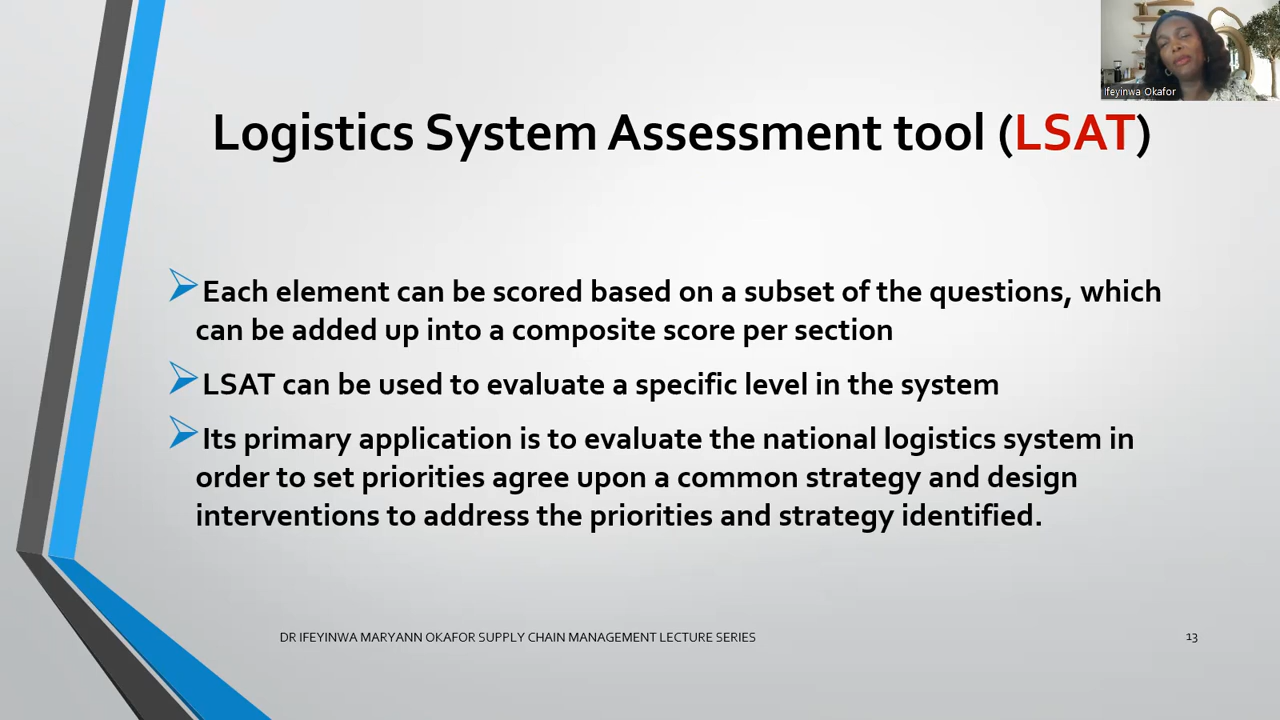 Ifeyinwa Okafor
Logistics System Assessment tool (LSAT)
Each element can be scored based on a subset of the questions, which
can be added up into a composite score per section
LSAT can be used to evaluate a specific level in the system
Its primary application is to evaluate the national logistics system in
order to set priorities agree upon a common strategy and design
interventions to address the priorities and strategy identified.
DR IFEYINWA MARYANN OKAFOR SUPPLY CHAIN MANAGEMENT LECTURE SERIES
13